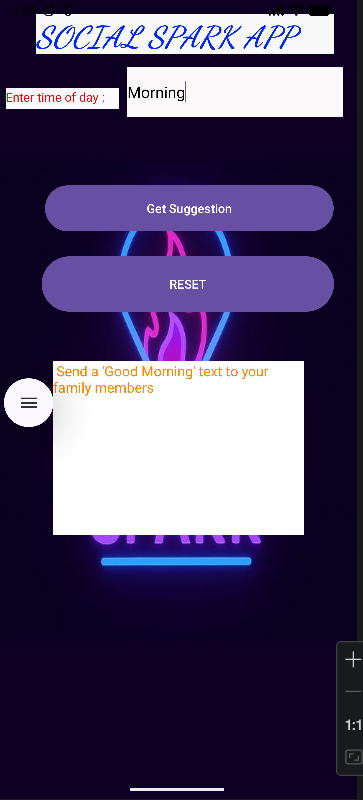 SOCIAL SPARK APP
Enter time of day :
Morning
Get Suggestion
RESET
Send a 'Good Morning' text to your
family members
SPARK
1:1